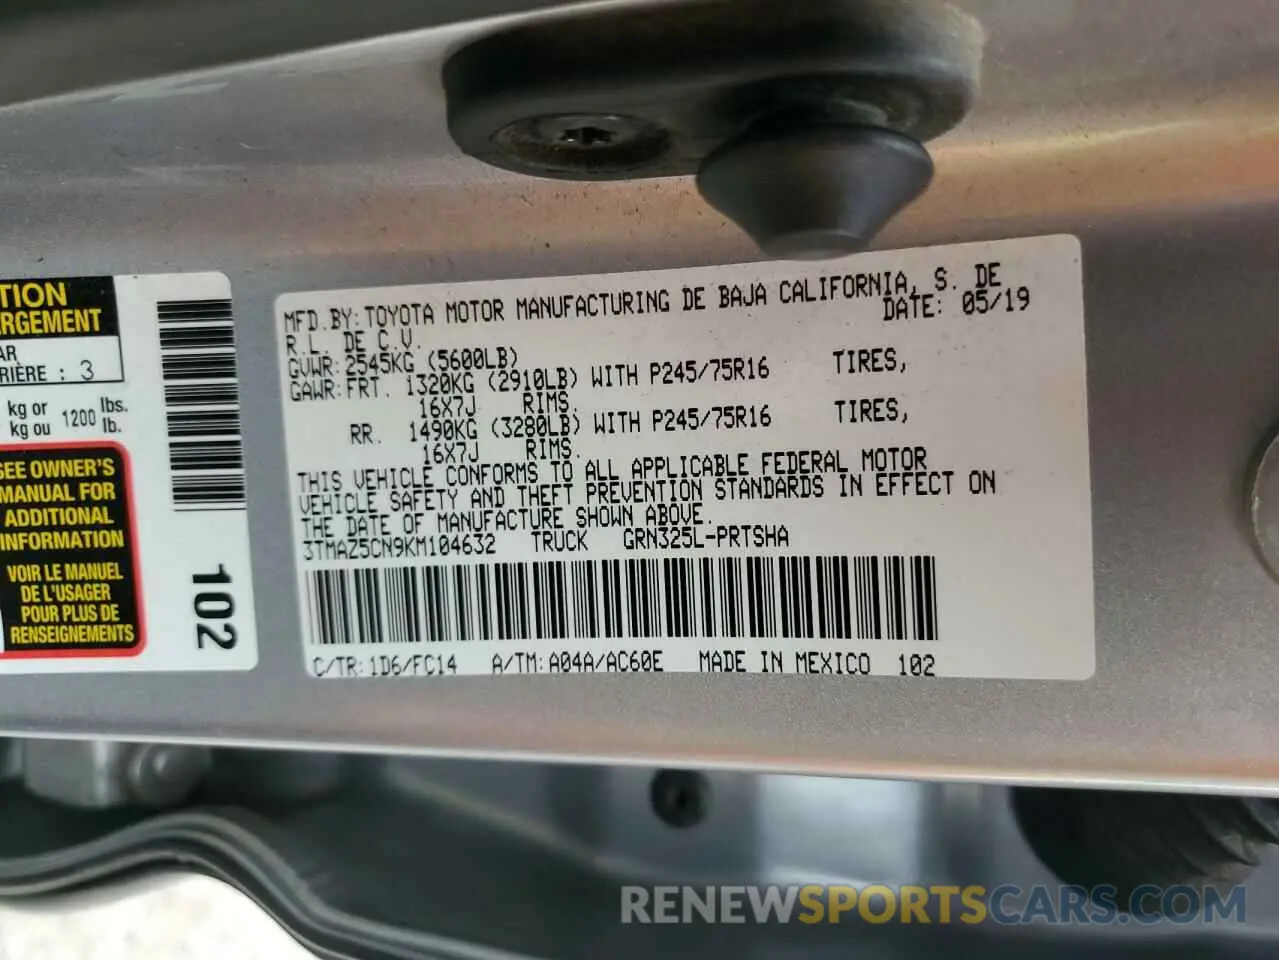 TION
ARGEMENT
AR
RIÈRE : 3
kg or 1200 lbs.
kg ou lb.
SEE OWNER'S
MANUAL FOR
ADDITIONAL
INFORMATION
VOIR LE MANUEL
DE L'USAGER
POUR PLUS DE
RENSEIGNEMENTS
102
MFD.BY:TOYOTA MOTOR MANUFACTURING DE BAJA CALIFORNIA, S. DE
R.L. DE C.V. DATE: 05/19
GVWR:2545KG (5600LB)
GAWR:FRT. 1320KG (2910LB) WITH P245/75R16 TIRES,
16X7J RIMS.
RR. 1490KG (3280LB) WITH P245/75R16 TIRES,
16X7J RIMS.
THIS VEHICLE CONFORMS TO ALL APPLICABLE FEDERAL MOTOR
VEHICLE SAFETY AND THEFT PREVENTION STANDARDS IN EFFECT ON
THE DATE OF MANUFACTURE SHOWN ABOVE.
3TMAZ5CN9KM104632 TRUCK GRN325L-PRTSHA
C/TR:1D6/FC14 A/TM:A04A/AC60E MADE IN MEXICO 102
RENEWSPORTSCARS.COM